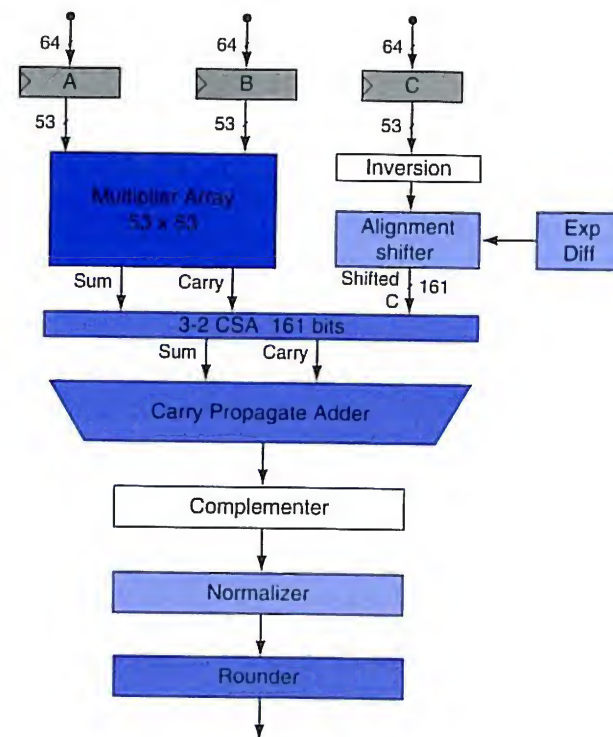 64 64 64
A B C
53 53 53
Multiplier Array
53 x 53
Inversion
Alignment
shifter
Exp
Diff
Sum Carry Shifted
C 161
3-2 CSA 161 bits
Sum Carry
Carry Propagate Adder
Complementer
Normalizer
Rounder